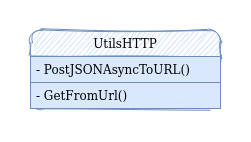 UtilsHTTP
- PostJSONAsyncToURL()
- GetFromUrl()